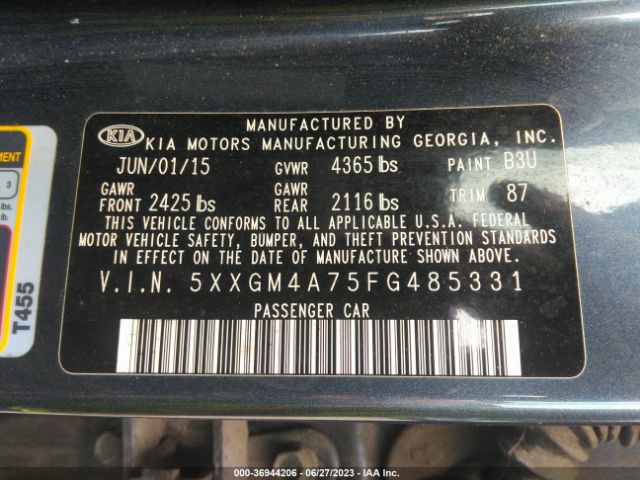 KIA
MANUFACTURED BY
KIA MOTORS MANUFACTURING GEORGIA, INC.
JUN/01/15 GVWR 4365 lbs PAINT B3U
GAWR FRONT 2425 lbs GAWR REAR 2116 lbs TRIM 87
THIS VEHICLE CONFORMS TO ALL APPLICABLE U.S.A. FEDERAL
MOTOR VEHICLE SAFETY, BUMPER, AND THEFT PREVENTION STANDARDS
IN EFFECT ON THE DATE OF MANUFACTURE SHOWN ABOVE.
V.I.N. 5XXGM4A75FG485331
PASSENGER CAR
3
lbs.
lb.
T455
000-36944206 - 06/27/2023 - IAA Inc.